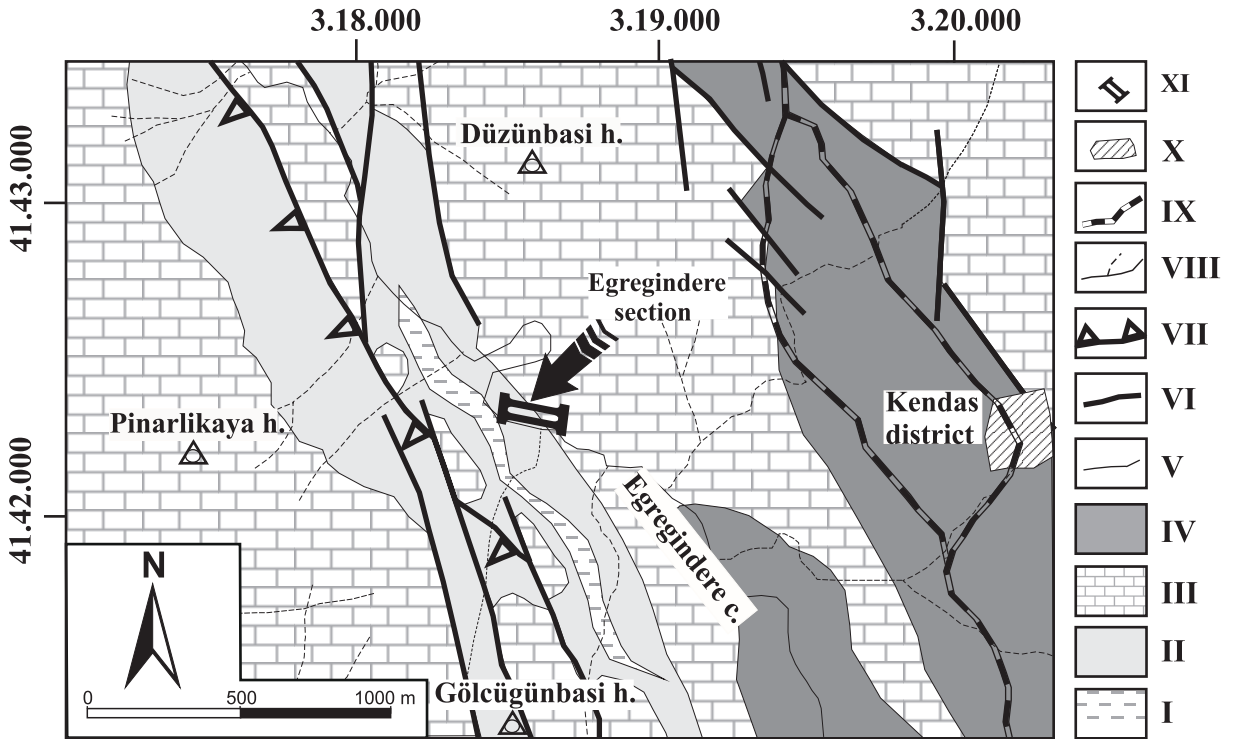 3.18.000
3.19.000
3.20.000
41.43.000
41.42.000
Düzünbasi h.
Egregindere
section
Pinarlikaya h.
Kendas
district
Egregindere c.
Gölcügünbasi h.
N
0
500
1000 m
XI
X
IX
VIII
VII
VI
V
IV
III
II
I